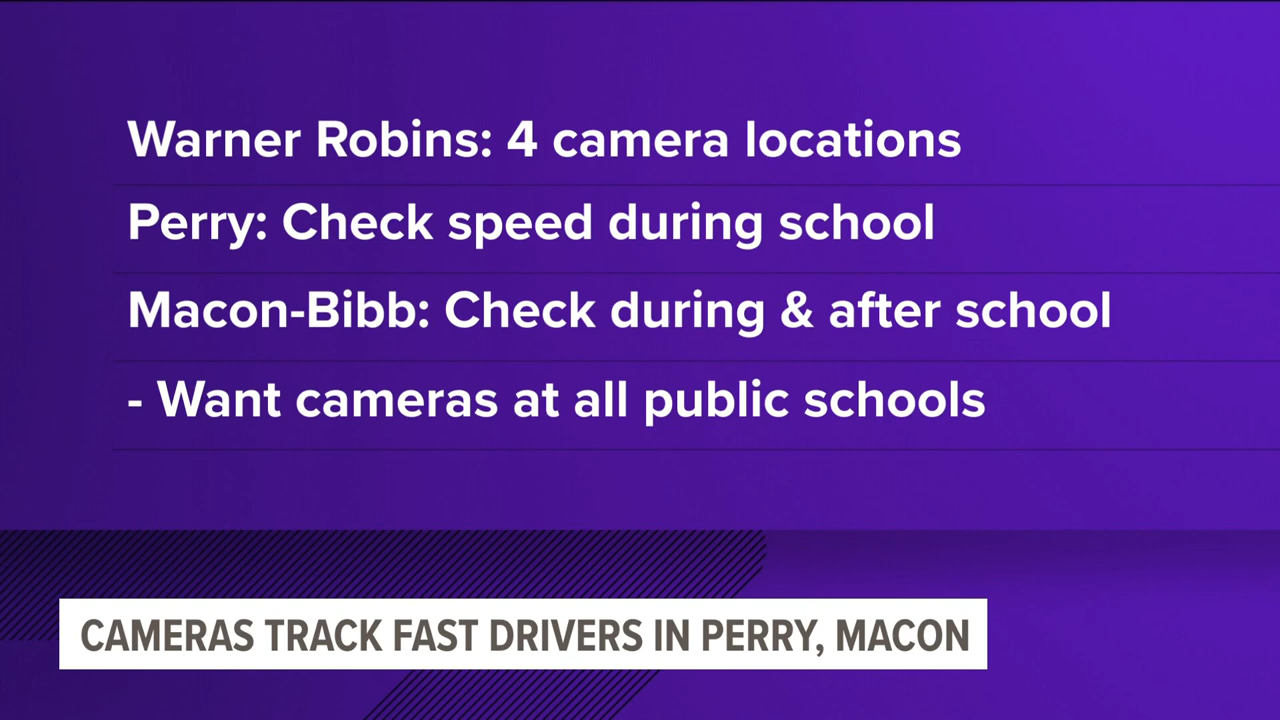 Warner Robins: 4 camera locations
Perry: Check speed during school
Macon-Bibb: Check during & after school
- Want cameras at all public schools
CAMERAS TRACK FAST DRIVERS IN PERRY, MACON